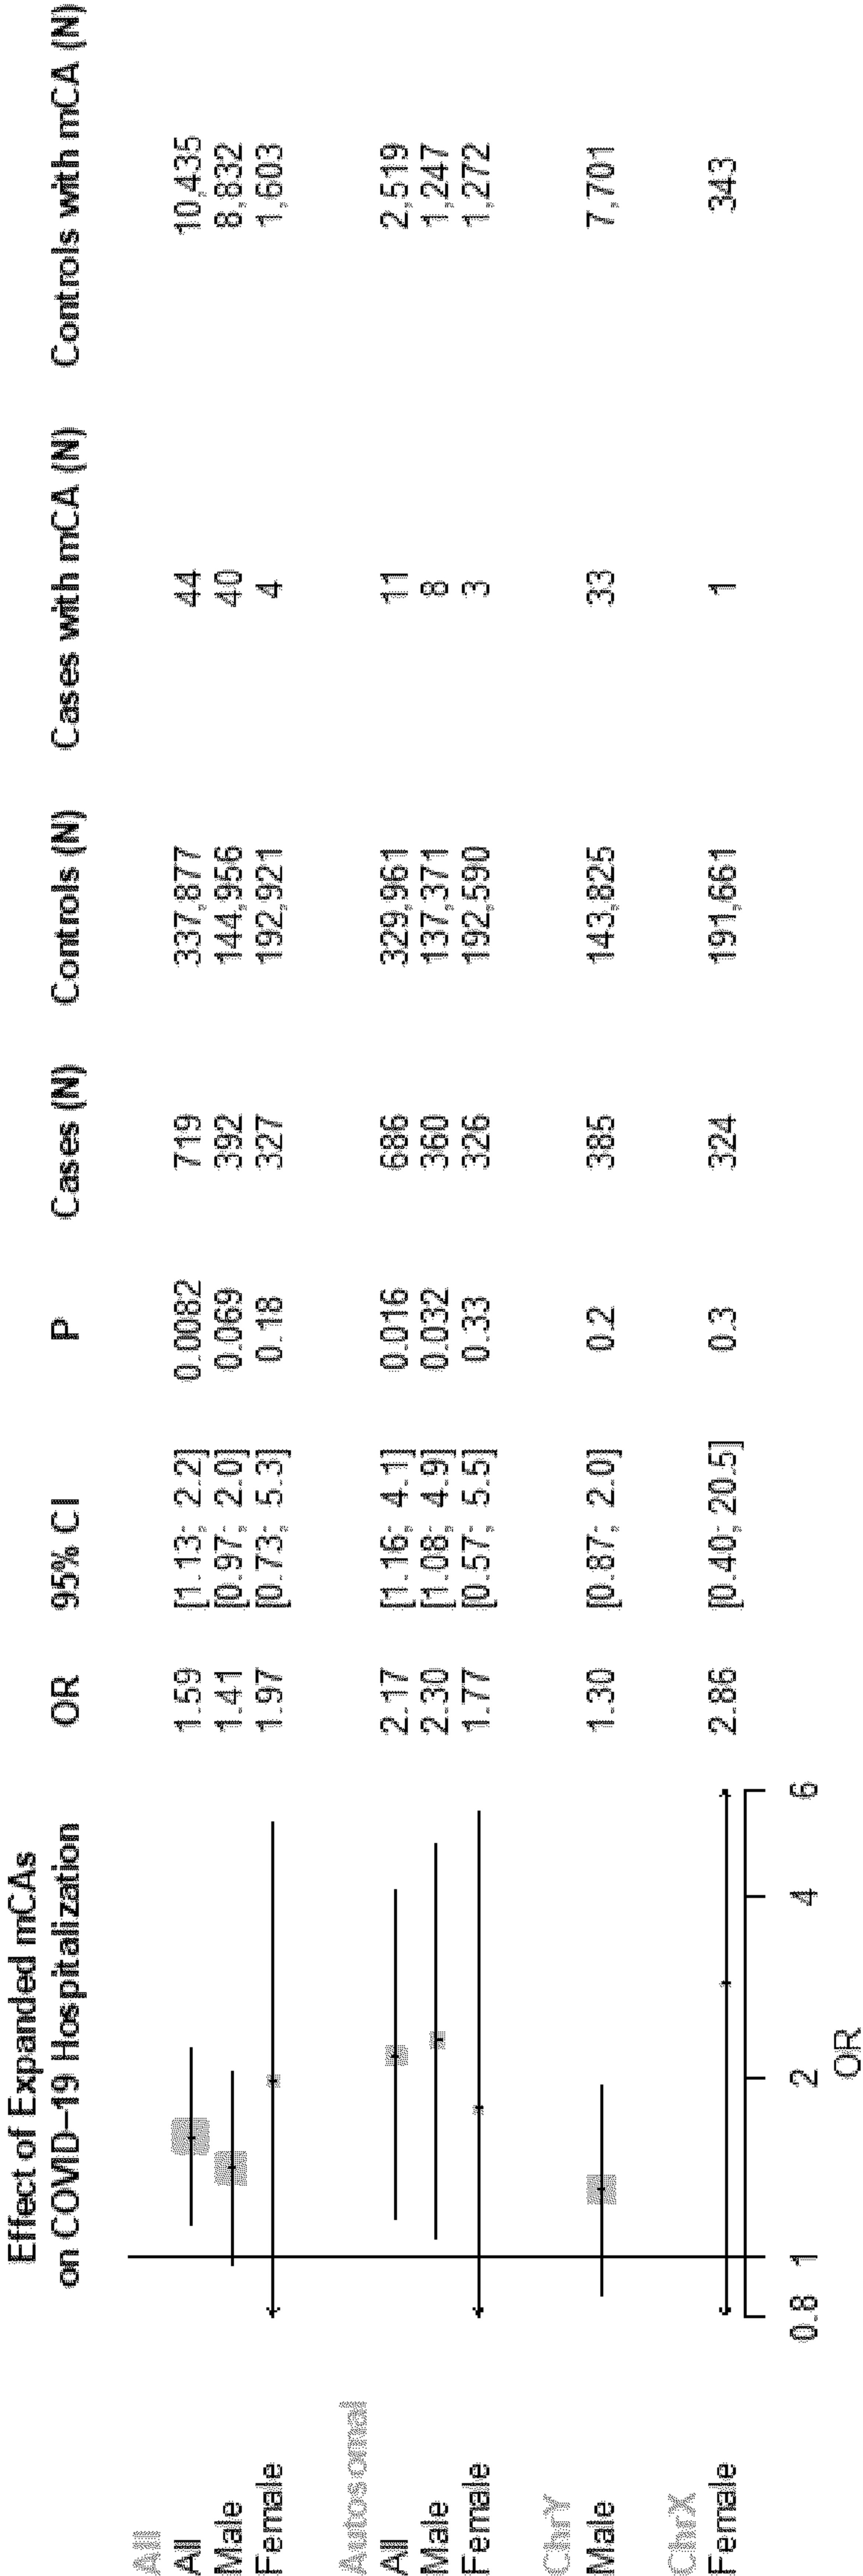 Effect of Expanded mCAs
on COVID–19 Hospitalization
OR 95% CI P Cases (N) Controls (N) Cases with mCA (N) Controls with mCA (N)
All
All 1.59 [1.13; 2.2] 0.0082 719 337,877 44 10,435
Male 1.41 [0.97; 2.0] 0.069 392 144,956 40 8,832
Female 1.97 [0.73; 5.3] 0.18 327 192,921 4 1,603
Autosomal
All 2.17 [1.16; 4.1] 0.016 686 329,961 11 2,519
Male 2.30 [1.08; 4.9] 0.032 360 137,371 8 1,247
Female 1.77 [0.57; 5.5] 0.33 326 192,590 3 1,272
ChrY
Male 1.30 [0.87; 2.0] 0.2 385 143,825 33 7,701
ChrX
Female 2.86 [0.40; 20.5] 0.3 324 191,661 1 343
0.8 1 2 4 6
OR